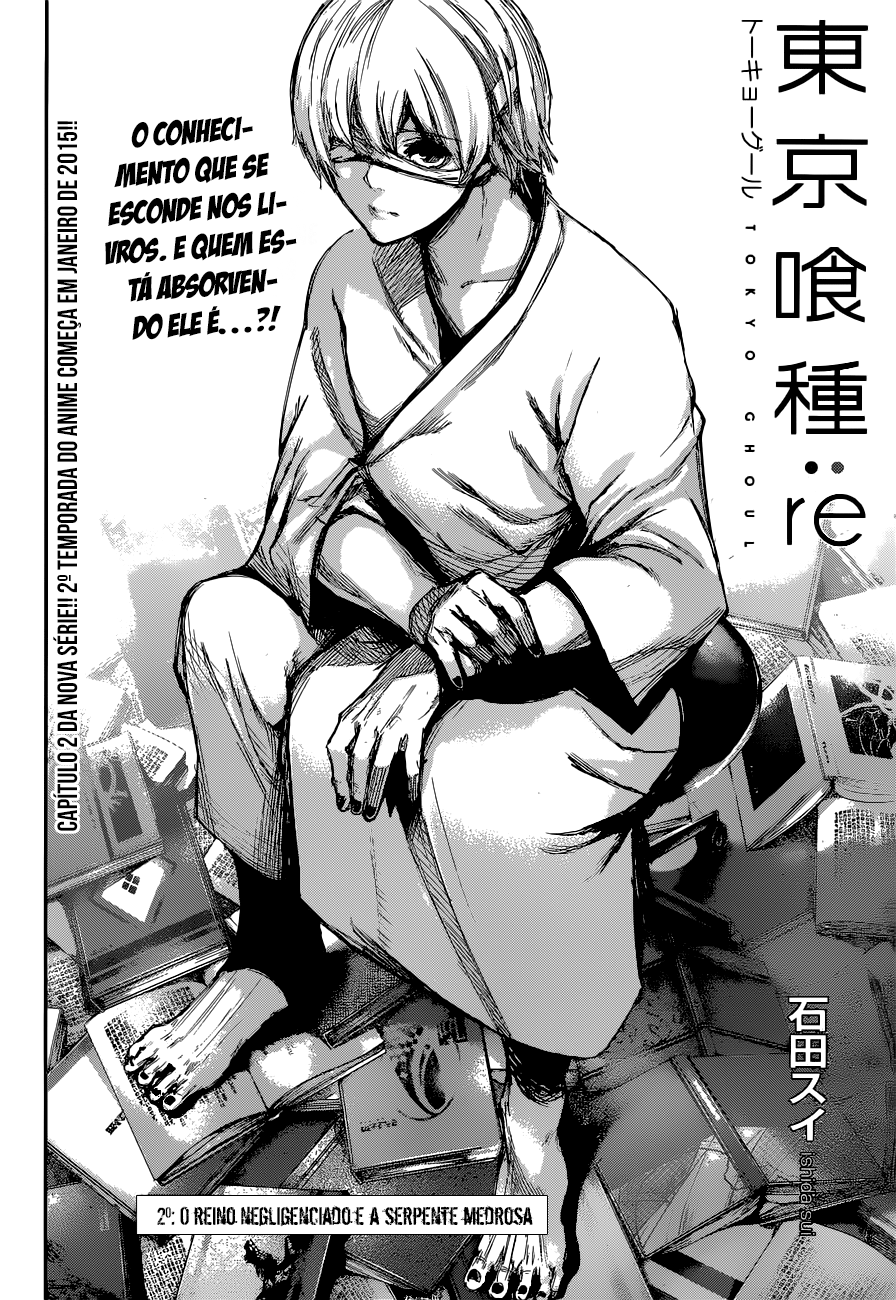 東京喰種:re
トーキョーグール TOKYO GHOUL
O CONHECI-
MENTO QUE SE
ESCONDE NOS LI-
VROS. E QUEM ES-
TÁ ABSORVEN-
DO ELE É...?!
CAPÍTULO 2 DA NOVA SÉRIE!! 2º TEMPORADA DO ANIME COMEÇA EM JANEIRO DE 2015!!
石田スイ
ishida sui
2º: O REINO NEGLIGENCIADO E A SERPENTE MEDROSA